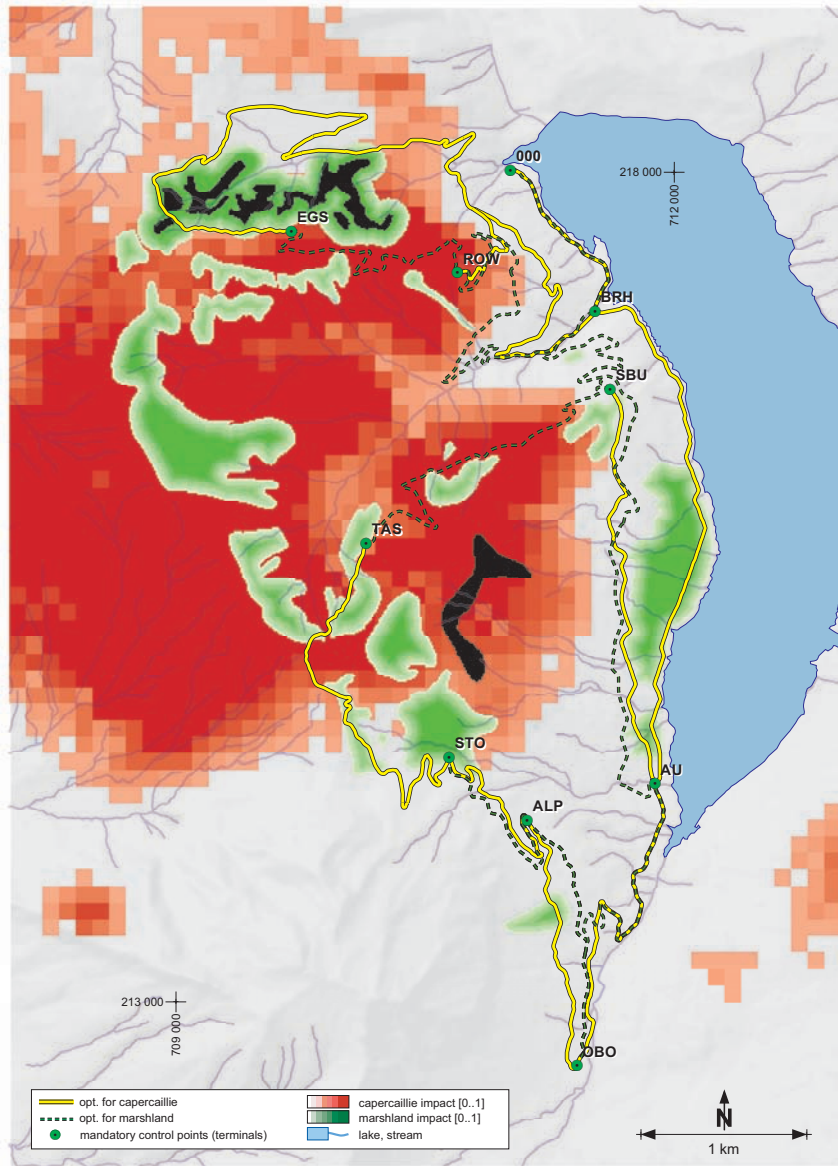 000
218 000
712 000
EGS
ROW
BRH
SBU
TAS
STO
AU
ALP
213 000
709 000
OBO
opt. for capercaillie
capercaillie impact [0..1]
opt. for marshland
marshland impact [0..1]
mandatory control points (terminals)
lake, stream
N
1 km